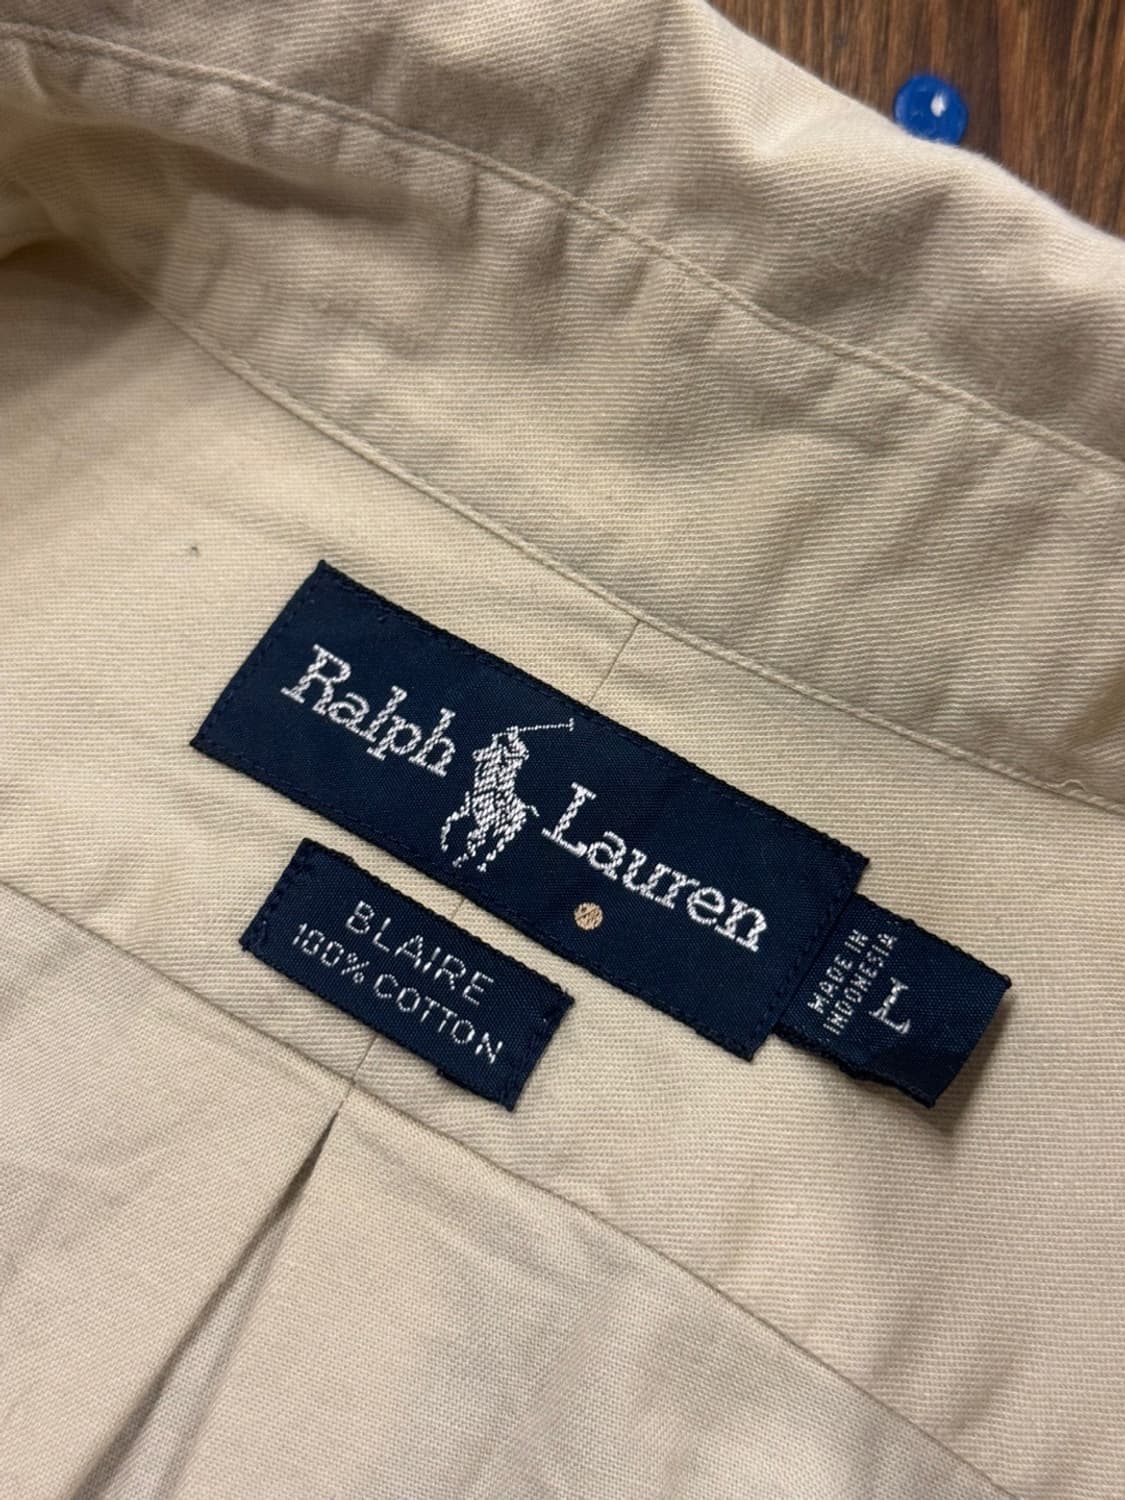 Ralph Lauren
BLAIRE
100% COTTON
MADE IN
INDONESIA
L